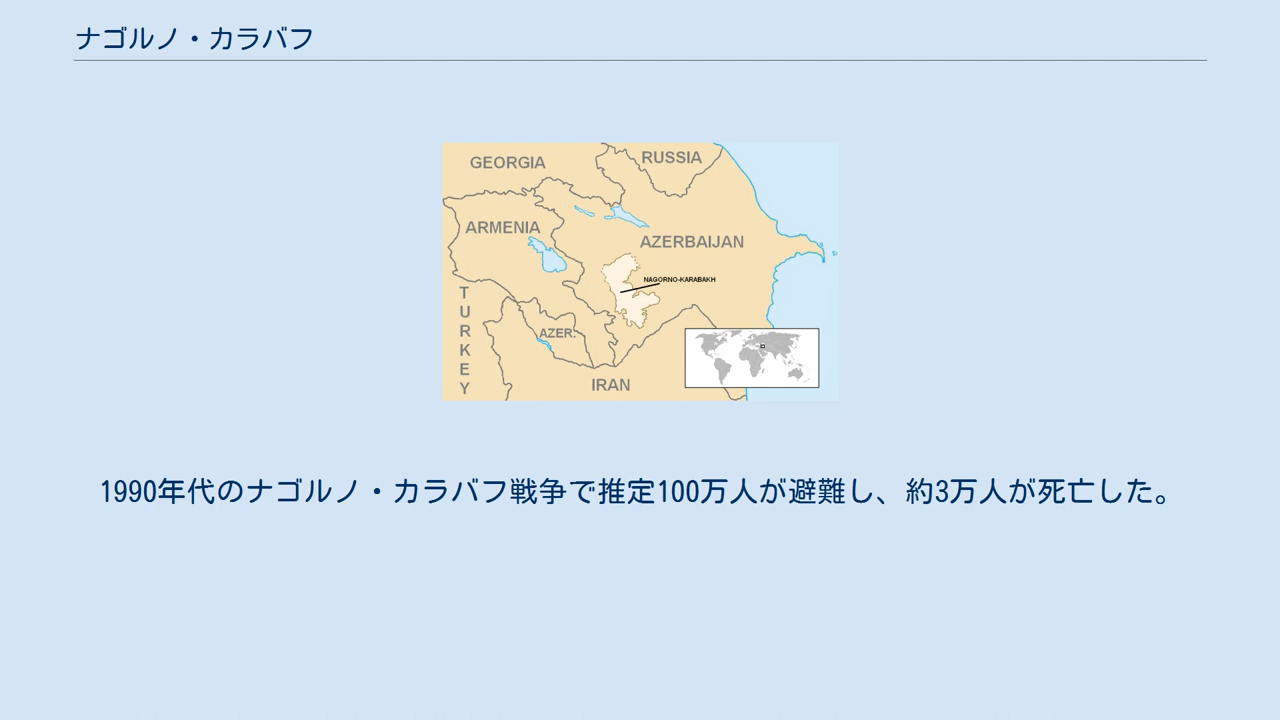 ナゴルノ・カラバフ
GEORGIA
RUSSIA
ARMENIA
AZERBAIJAN
NAGORNO-KARABAKH
TURKEY
AZER.
IRAN
1990年代のナゴルノ・カラバフ戦争で推定100万人が避難し、約3万人が死亡した。